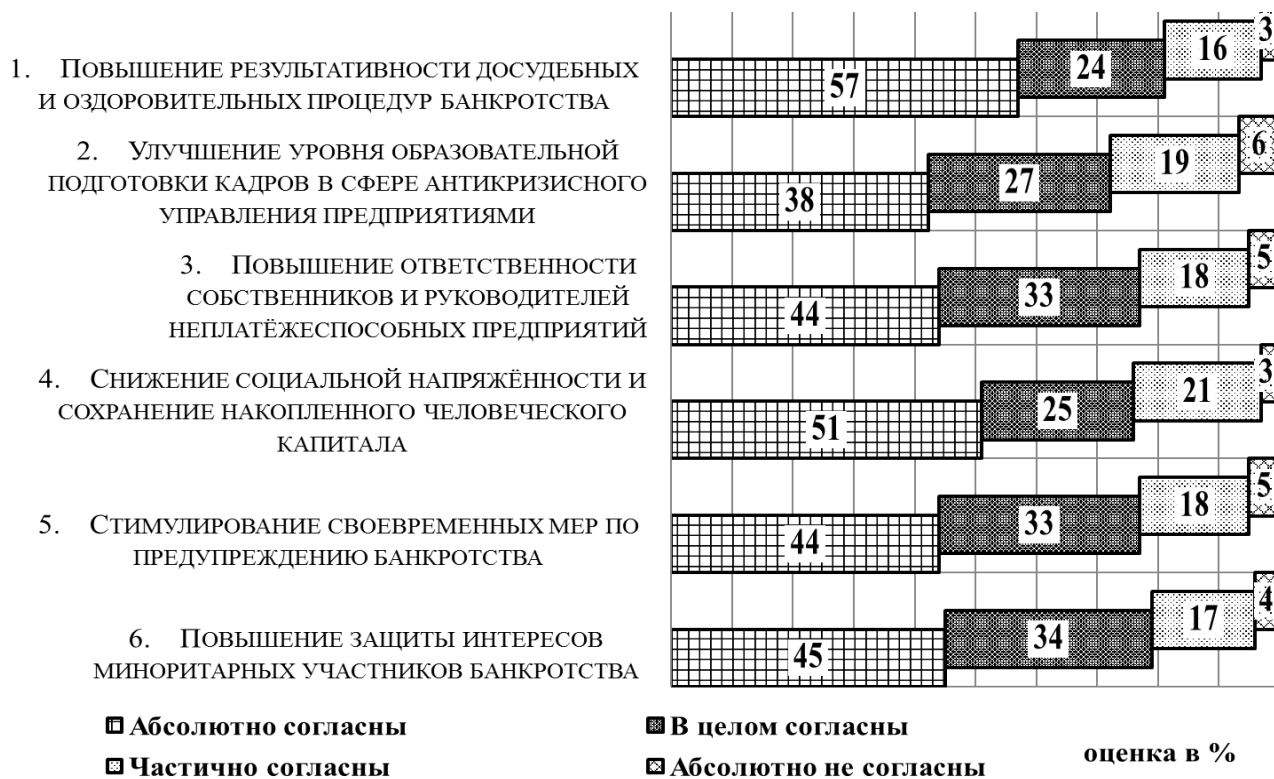 1. Повышение результативности досудебных
и оздоровительных процедур банкротства
57
24
16
3
2. Улучшение уровня образовательной
подготовки кадров в сфере антикризисного
управления предприятиями
38
27
19
6
3. Повышение ответственности
собственников и руководителей
неплатёжеспособных предприятий
44
33
18
5
4. Снижение социальной напряжённости и
сохранение накопленного человеческого
капитала
51
25
21
3
5. Стимулирование своевременных мер по
предупреждению банкротства
44
33
18
5
6. Повышение защиты интересов
миноритарных участников банкротства
45
34
17
4
Абсолютно согласны
В целом согласны
Частично согласны
Абсолютно не согласны
оценка в %